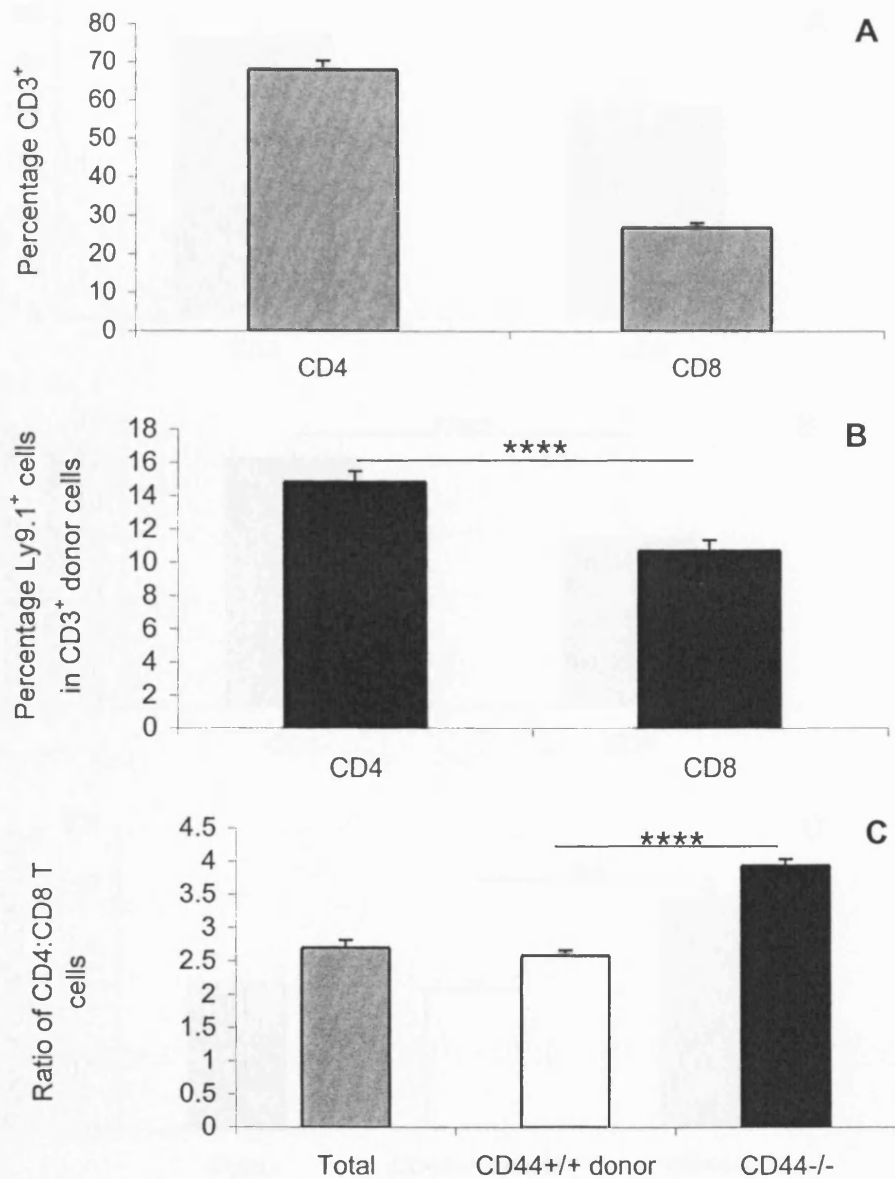 A
Percentage CD3+
80
70
60
50
40
30
20
10
0
CD4
CD8
B
Percentage Ly9.1+ cells
in CD3+ donor cells
18
16
14
12
10
8
6
4
2
0
****
CD4
CD8
C
Ratio of CD4:CD8 T
cells
4.5
4
3.5
3
2.5
2
1.5
1
0.5
0
****
Total
CD44+/+ donor
CD44-/-